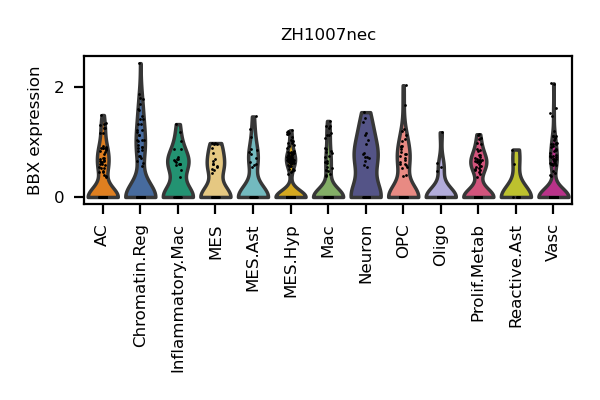 ZH1007nec
BBX expression
2
0
AC
Chromatin.Reg
Inflammatory.Mac
MES
MES.Ast
MES.Hyp
Mac
Neuron
OPC
Oligo
Prolif.Metab
Reactive.Ast
Vasc